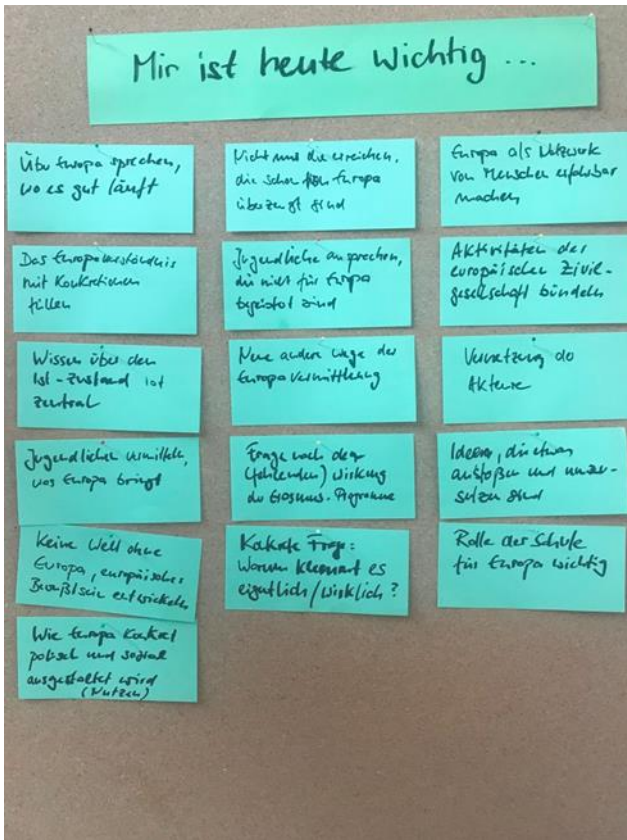 Mir ist heute wichtig ...
Über Europa sprechen,
wo es gut läuft
Das Europaverständnis
mit Konkretionen
füllen
Wissen über den
Ist-Zustand ist
zentral
Jugendlichen vermitteln,
was Europa bringt
Keine Welt ohne
Europa, europäisches
Bewußtsein entwickeln
Wie Europa konkret
politisch und sozial
ausgestaltet wird
(Nutzen)
Nicht nur die erreichen,
die schon von Europa
überzeugt sind
Jugendliche ansprechen,
die nicht für Europa
begeistert sind
Neue andere Wege der
Europavermittlung
Frage nach der
(fehlenden) Wirkung
der Erasmus-Programme
Konkrete Frage:
Warum klemmt es
eigentlich/wirklich?
Europa als Netzwerk
von Menschen erfahrbar
machen
Aktivitäten der
europäischen Zivil-
gesellschaft bündeln
Vernetzung der
Akteure
Ideen, die etwas
anstoßen und umzu-
setzen sind
Rolle der Schule
für Europa wichtig